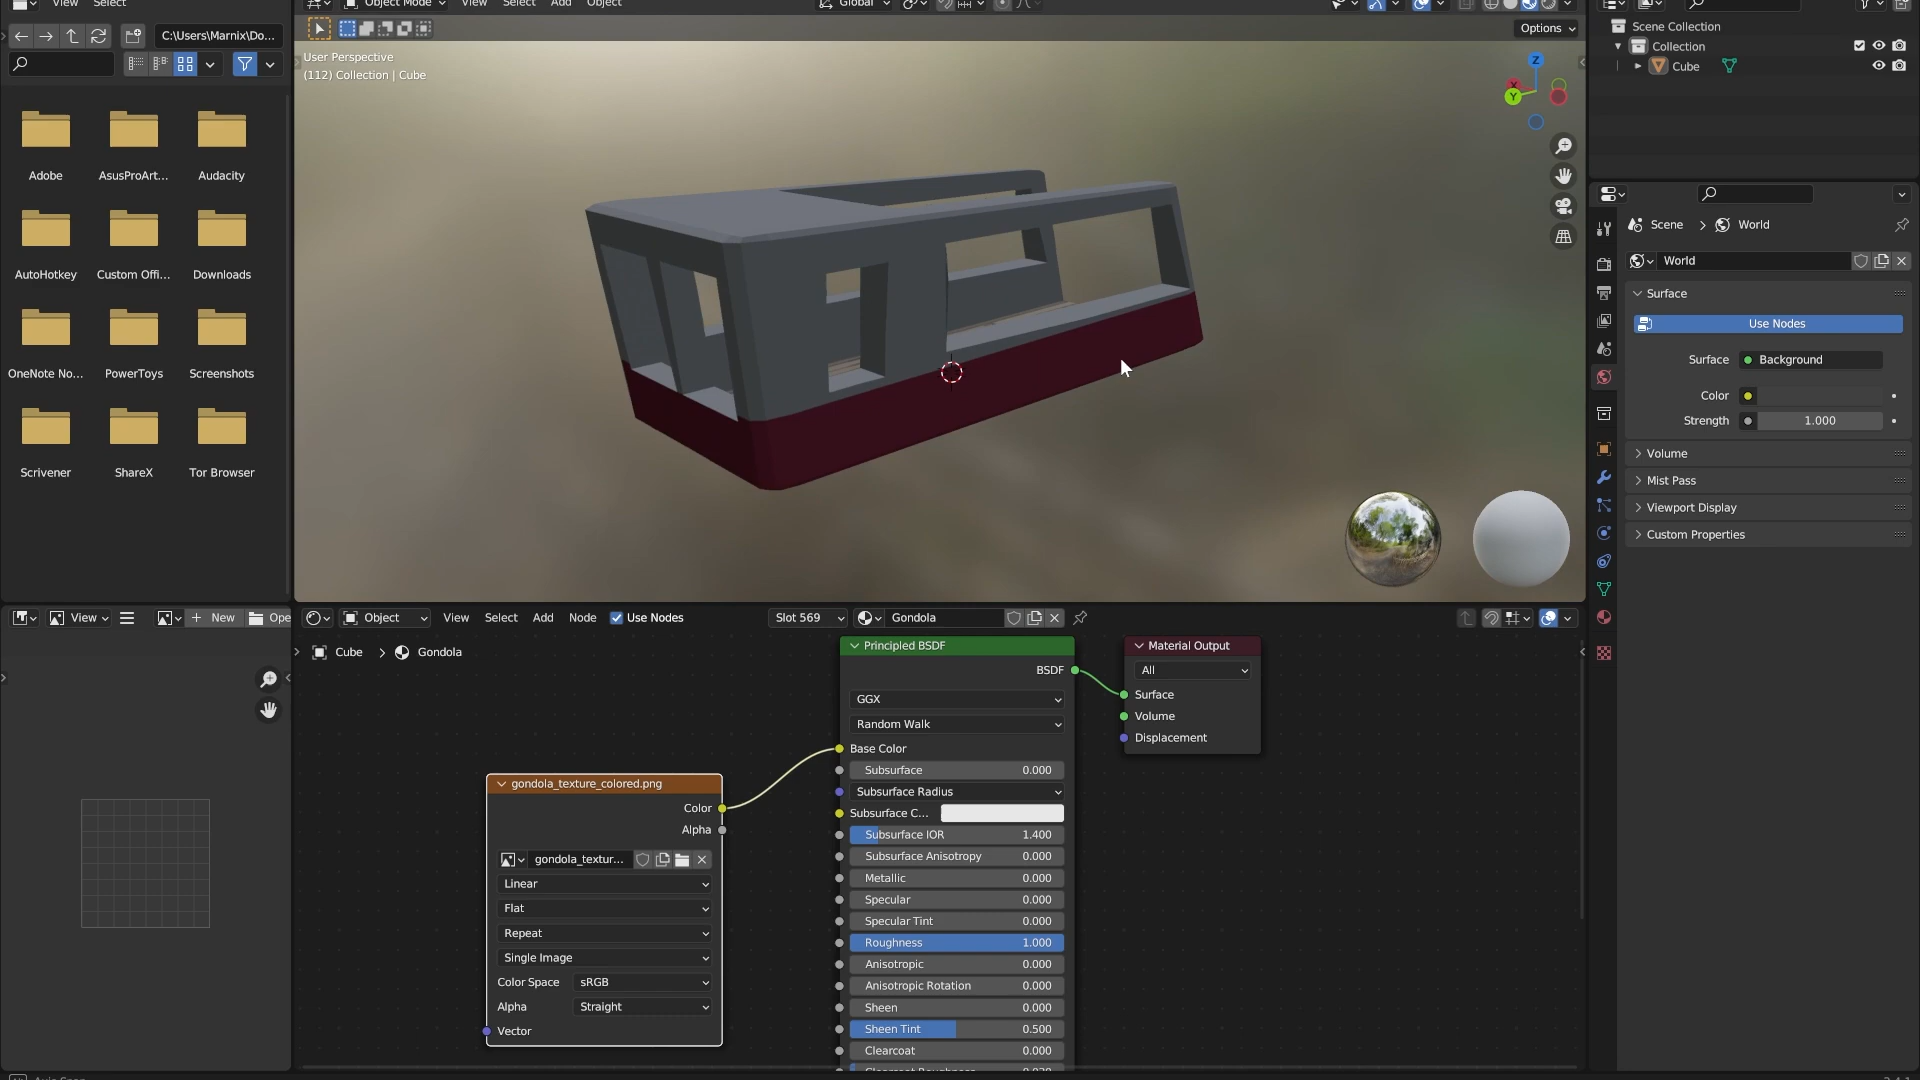 View Select
C:\Users\Marnix\Do...
Adobe
AsusProArt...
Audacity
AutoHotkey
Custom Offi...
Downloads
OneNote No...
PowerToys
Screenshots
Scrivener
ShareX
Tor Browser
Object Mode View Select Add Object
Global
Options
User Perspective
(112) Collection | Cube
Z
X
Y
Scene Collection
Collection
Cube
Scene > World
World
Surface
Use Nodes
Surface Background
Color
Strength 1.000
Volume
Mist Pass
Viewport Display
Custom Properties
View
New
Ope
Object View Select Add Node Use Nodes
Slot 569
Gondola
Cube > Gondola
gondola_texture_colored.png
Color
Alpha
gondola_textur...
Linear
Flat
Repeat
Single Image
Color Space sRGB
Alpha Straight
Vector
Principled BSDF
BSDF
GGX
Random Walk
Base Color
Subsurface 0.000
Subsurface Radius
Subsurface C...
Subsurface IOR 1.400
Subsurface Anisotropy 0.000
Metallic 0.000
Specular 0.000
Specular Tint 0.000
Roughness 1.000
Anisotropic 0.000
Anisotropic Rotation 0.000
Sheen 0.000
Sheen Tint 0.500
Clearcoat 0.000
Material Output
All
Surface
Volume
Displacement